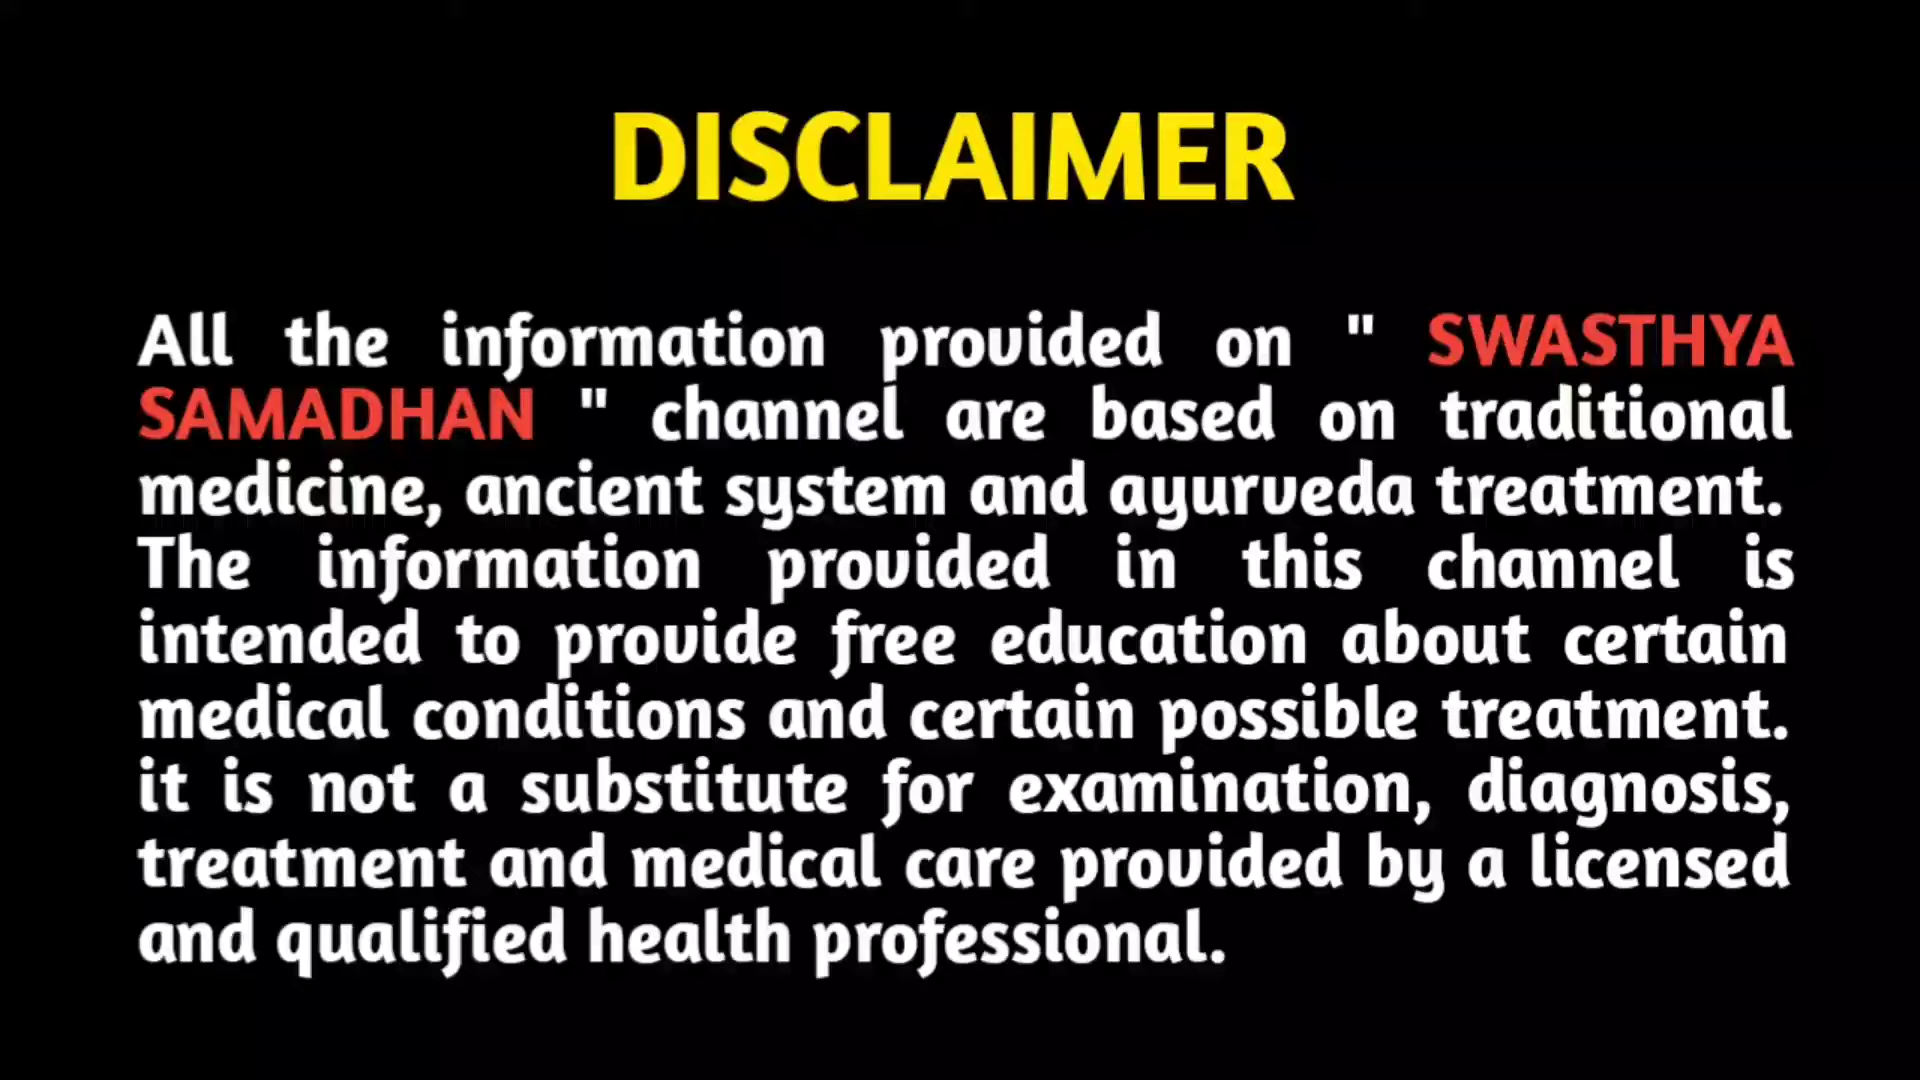 DISCLAIMER
All the information provided on " SWASTHYA
SAMADHAN " channel are based on traditional
medicine, ancient system and ayurveda treatment.
The information provided in this channel is
intended to provide free education about certain
medical conditions and certain possible treatment.
it is not a substitute for examination, diagnosis,
treatment and medical care provided by a licensed
and qualified health professional.